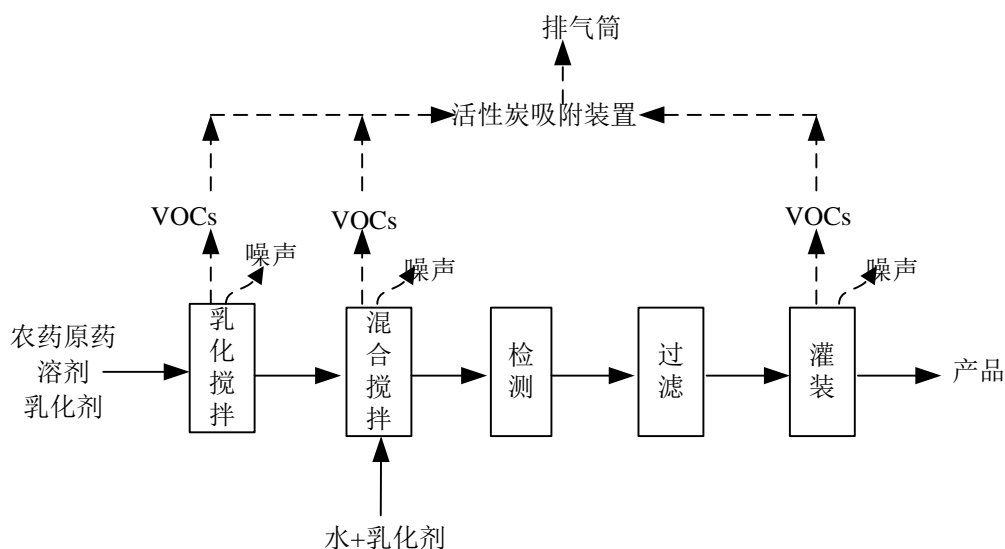 排气筒
活性炭吸附装置
VOCs
VOCs
VOCs
噪声
噪声
噪声
农药原药
溶剂
乳化剂
乳化搅拌
混合搅拌
检测
过滤
灌装
产品
水+乳化剂